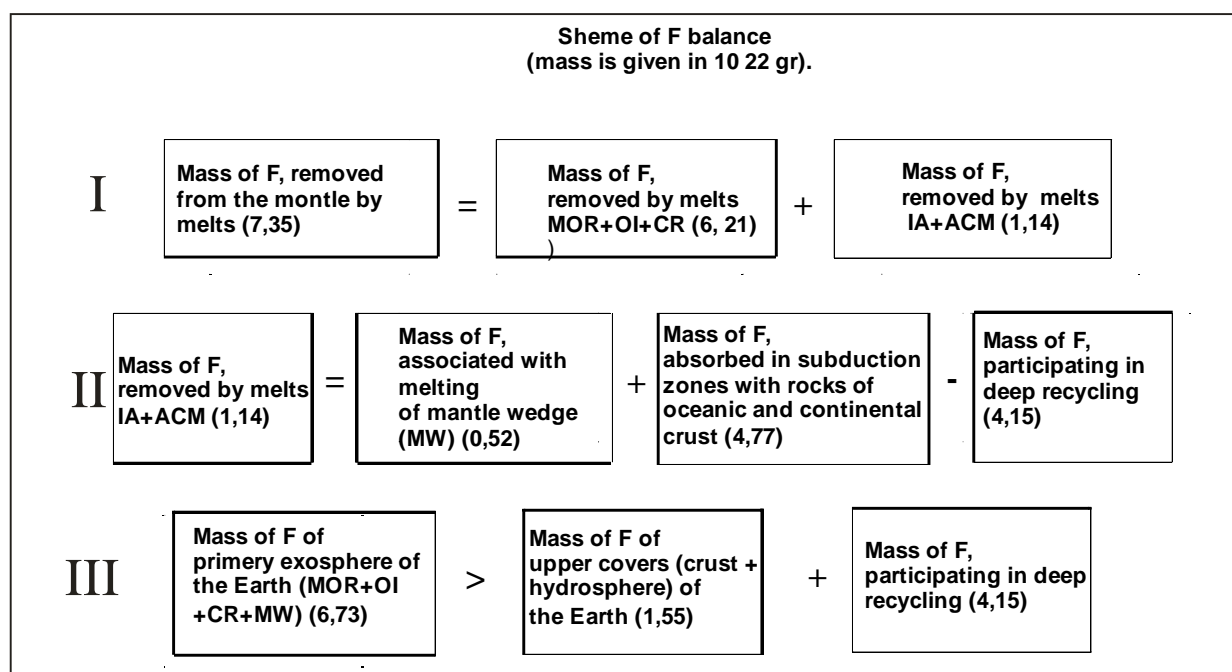 Sheme of F balance
(mass is given in 10 22 gr).
I
Mass of F, removed
from the montle by
melts (7,35)
=
Mass of F,
removed by melts
MOR+OI+CR (6, 21)
)
+
Mass of F,
removed by melts
IA+ACM (1,14)
II
Mass of F,
removed by melts
IA+ACM (1,14)
=
Mass of F,
associated with
melting
of mantle wedge
(MW) (0,52)
+
Mass of F,
absorbed in subduction
zones with rocks of
oceanic and continental
crust (4,77)
-
Mass of F,
participating in
deep recycling
(4,15)
III
Mass of F of
primery exosphere of
the Earth (MOR+OI
+CR+MW) (6,73)
>
Mass of F of
upper covers (crust +
hydrosphere) of
the Earth (1,55)
+
Mass of F,
participating in deep
recycling (4,15)